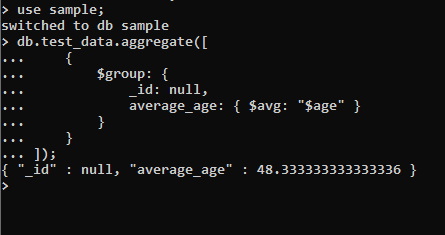 > use sample;
switched to db sample
> db.test_data.aggregate([
...     {
...         $group: {
...             _id: null,
...             average_age: { $avg: "$age" }
...         }
...     }
... ]);
{ "_id" : null, "average_age" : 48.333333333333336 }
>